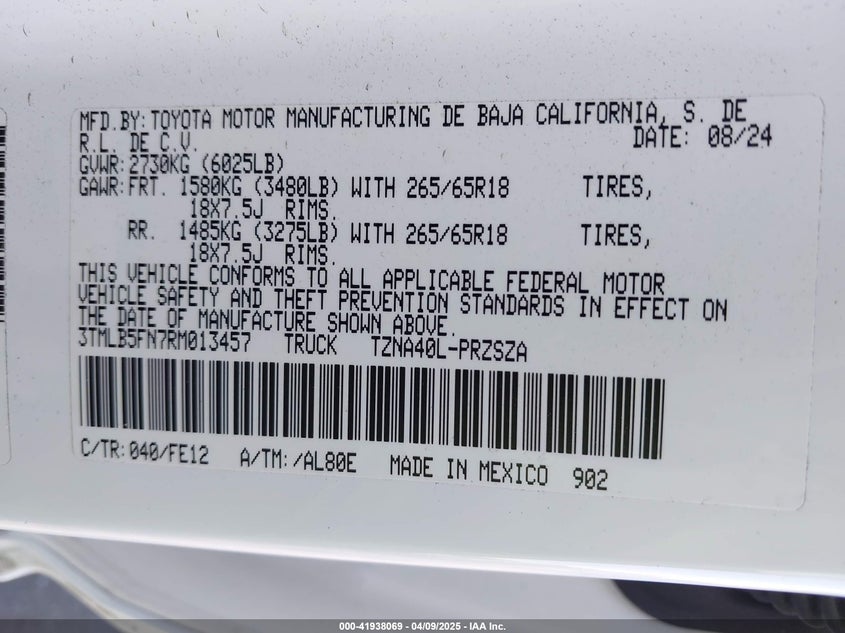 MFD.BY: TOYOTA MOTOR MANUFACTURING DE BAJA CALIFORNIA, S. DE
R.L. DE C.V. DATE: 08/24
GVWR: 2730KG (6025LB)
GAWR: FRT. 1580KG (3480LB) WITH 265/65R18 TIRES,
18X7.5J RIMS.
RR. 1485KG (3275LB) WITH 265/65R18 TIRES,
18X7.5J RIMS.
THIS VEHICLE CONFORMS TO ALL APPLICABLE FEDERAL MOTOR
VEHICLE SAFETY AND THEFT PREVENTION STANDARDS IN EFFECT ON
THE DATE OF MANUFACTURE SHOWN ABOVE.
3TMLB5FN7RM013457 TRUCK TZNA40L-PRZSZA
C/TR: 040/FE12 A/TM: /AL80E MADE IN MEXICO 902
000-41938069 - 04/09/2025 - IAA Inc.